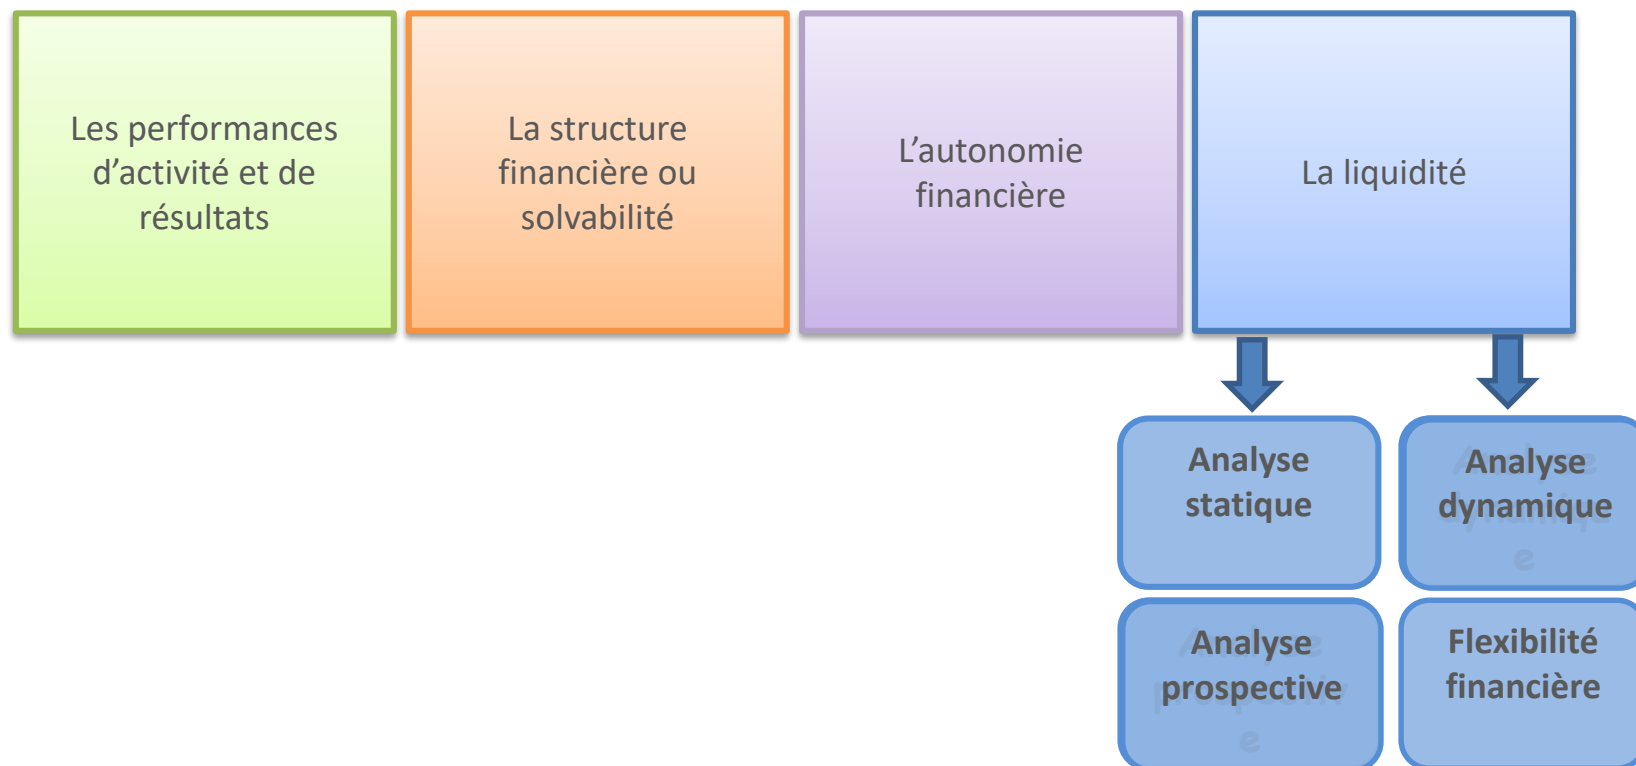 Les performances
d’activité et de
résultats
La structure
financière ou
solvabilité
L’autonomie
financière
La liquidité
Analyse
statique
Analyse
dynamique
Analyse
prospective
Flexibilité
financière